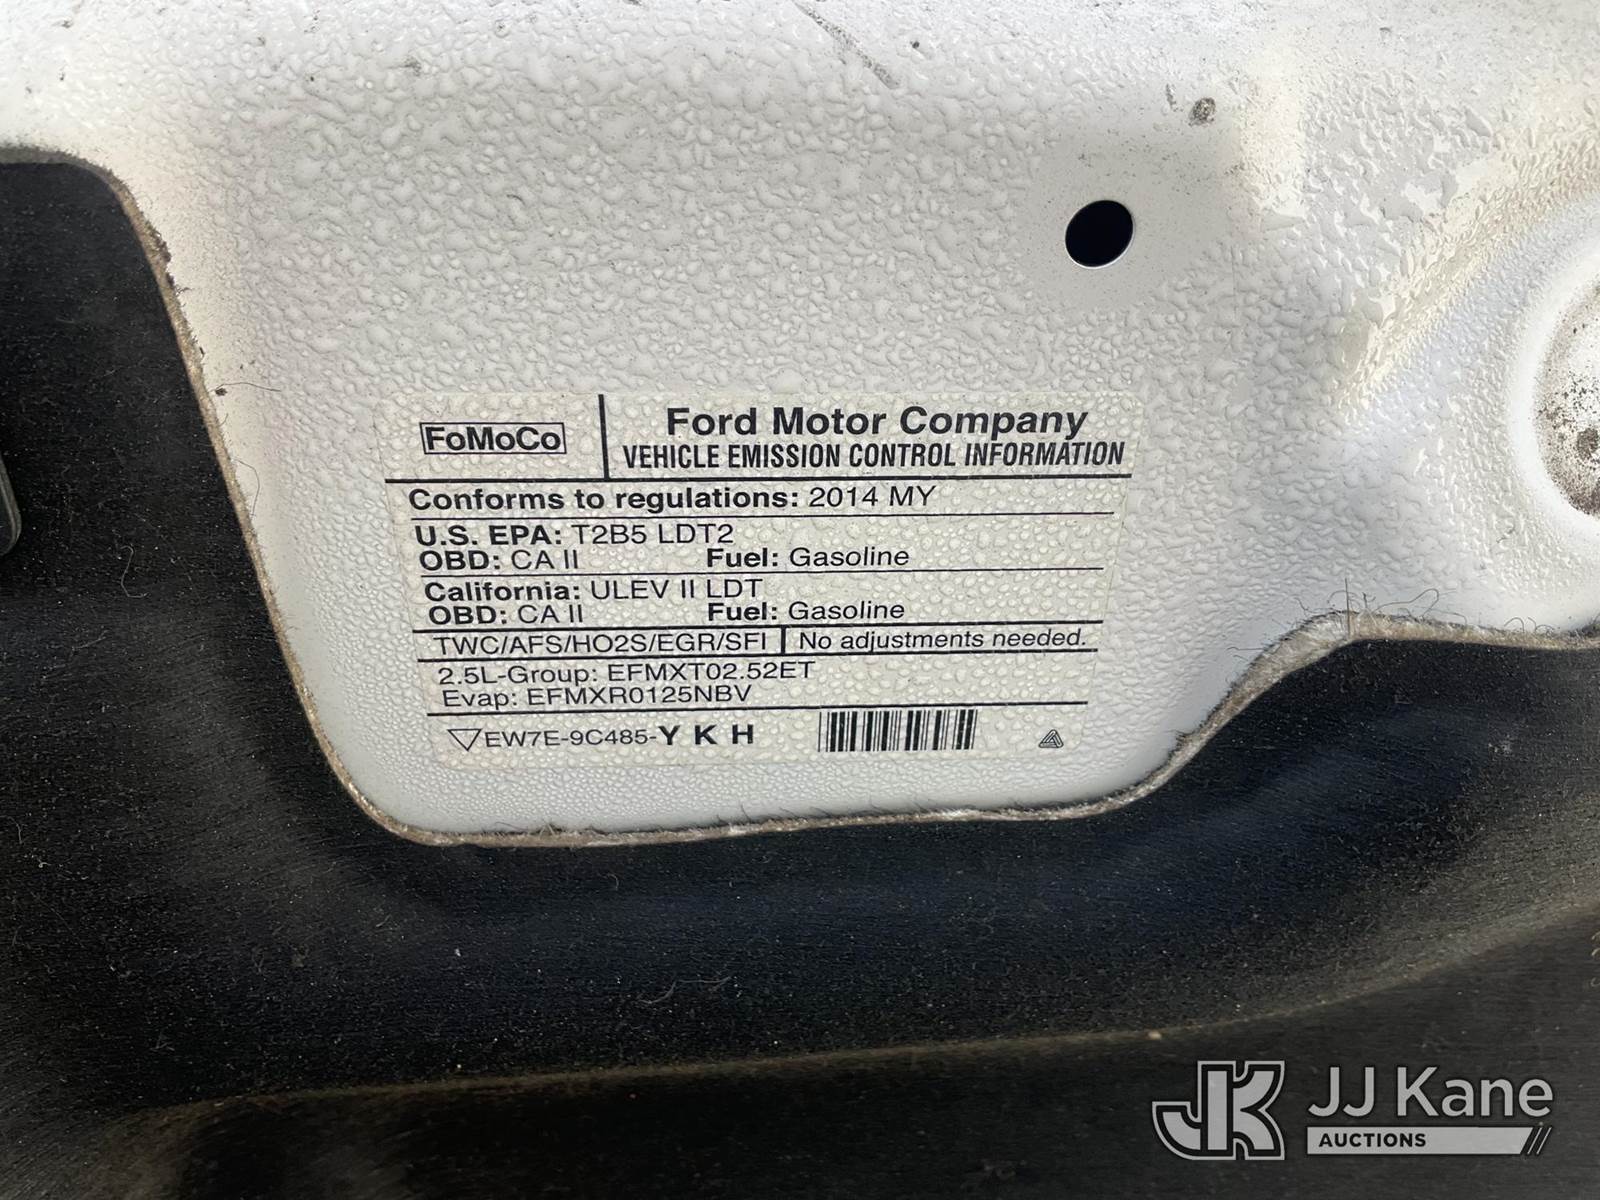 FoMoCo
Ford Motor Company
VEHICLE EMISSION CONTROL INFORMATION
Conforms to regulations: 2014 MY
U.S. EPA: T2B5 LDT2
OBD: CA II Fuel: Gasoline
California: ULEV II LDT
OBD: CA II Fuel: Gasoline
TWC/AFS/HO2S/EGR/SFI No adjustments needed.
2.5L-Group: EFMXT02.52ET
Evap: EFMXR0125NBV
EW7E-9C485-Y K H
JK JJ Kane
AUCTIONS